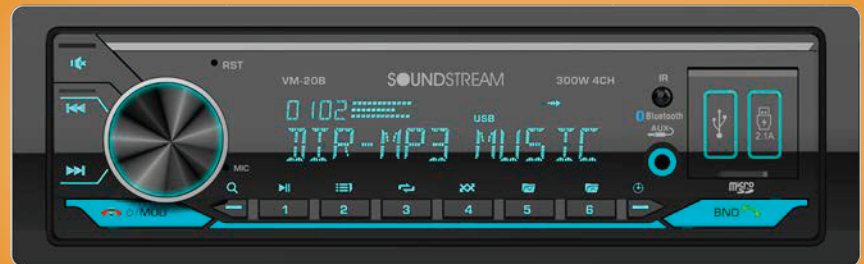 RST
VM-20B SOUNDSTREAM 300W 4CH IR
0102
USB
Bluetooth
AUX
DIR-MP3 MUSIC
2.1A
MIC
micro
1 2 3 4 5 6
/MOD
BND